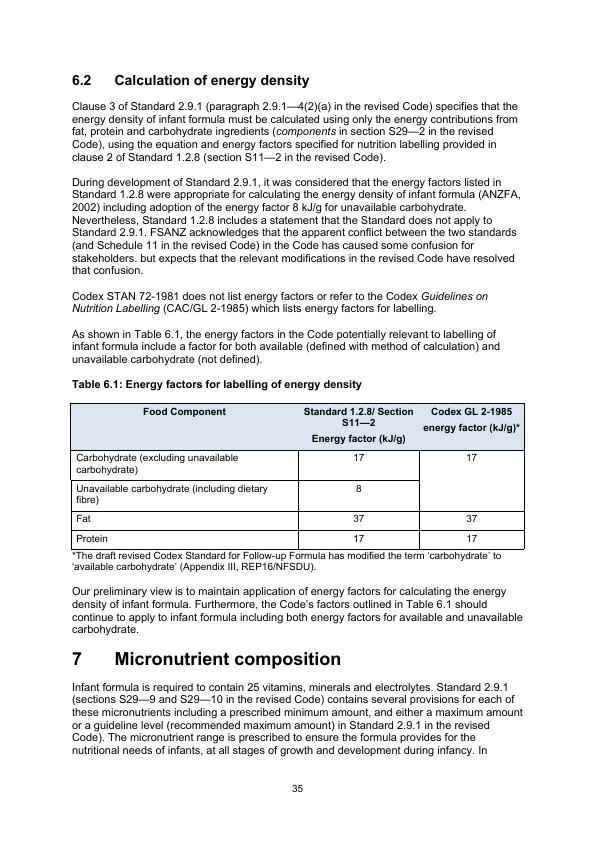 6.2 Calculation of energy density
Clause 3 of Standard 2.9.1 (paragraph 2.9.1—4(2)(a) in the revised Code) specifies that the
energy density of infant formula must be calculated using only the energy contributions from
fat, protein and carbohydrate ingredients (components in section S29—2 in the revised
Code), using the equation and energy factors specified for nutrition labelling provided in
clause 2 of Standard 1.2.8 (section S11—2 in the revised Code).
During development of Standard 2.9.1, it was considered that the energy factors listed in
Standard 1.2.8 were appropriate for calculating the energy density of infant formula (ANZFA,
2002) including adoption of the energy factor 8 kJ/g for unavailable carbohydrate.
Nevertheless, Standard 1.2.8 includes a statement that the Standard does not apply to
Standard 2.9.1. FSANZ acknowledges that the apparent conflict between the two standards
(and Schedule 11 in the revised Code) in the Code has caused some confusion for
stakeholders. but expects that the relevant modifications in the revised Code have resolved
that confusion.
Codex STAN 72-1981 does not list energy factors or refer to the Codex Guidelines on
Nutrition Labelling (CAC/GL 2-1985) which lists energy factors for labelling.
As shown in Table 6.1, the energy factors in the Code potentially relevant to labelling of
infant formula include a factor for both available (defined with method of calculation) and
unavailable carbohydrate (not defined).
Table 6.1: Energy factors for labelling of energy density
Food Component Standard 1.2.8/ Section Codex GL 2-1985
S11—2 energy factor (kJ/g)*
Energy factor (kJ/g)
Carbohydrate (excluding unavailable 17 17
carbohydrate)
Unavailable carbohydrate (including dietary 8
fibre)
Fat 37 37
Protein 17 17
*The draft revised Codex Standard for Follow-up Formula has modified the term ‘carbohydrate’ to
‘available carbohydrate’ (Appendix III, REP16/NFSDU).
Our preliminary view is to maintain application of energy factors for calculating the energy
density of infant formula. Furthermore, the Code’s factors outlined in Table 6.1 should
continue to apply to infant formula including both energy factors for available and unavailable
carbohydrate.
7 Micronutrient composition
Infant formula is required to contain 25 vitamins, minerals and electrolytes. Standard 2.9.1
(sections S29—9 and S29—10 in the revised Code) contains several provisions for each of
these micronutrients including a prescribed minimum amount, and either a maximum amount
or a guideline level (recommended maximum amount) in Standard 2.9.1 in the revised
Code). The micronutrient range is prescribed to ensure the formula provides for the
nutritional needs of infants, at all stages of growth and development during infancy. In
35